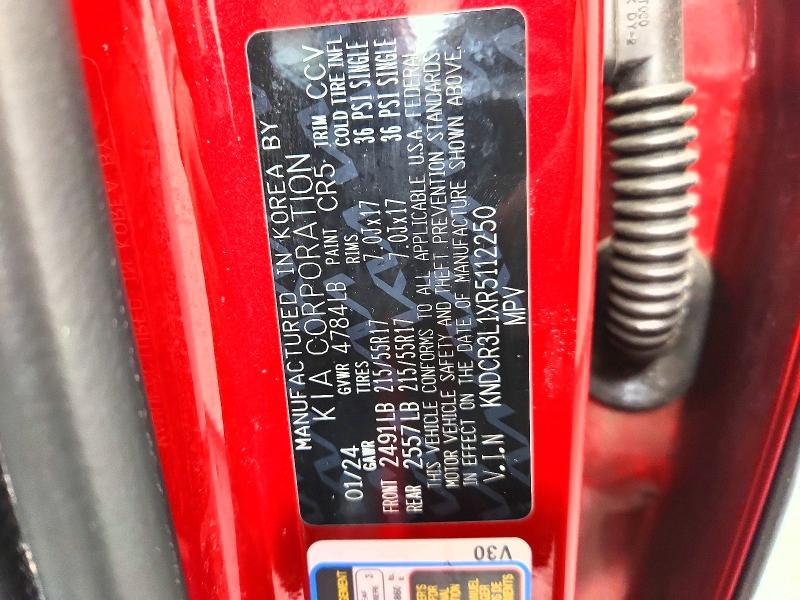 MANUFACTURED IN KOREA BY
KIA CORPORATION
01/24 GVWR 4784LB PAINT CR5 TRIM CCV
GAWR TIRES RIMS COLD TIRE INFL
FRONT 2491LB 215/55R17 7.0Jx17 36 PSI SINGLE
REAR 2557LB 215/55R17 7.0Jx17 36 PSI SINGLE
THIS VEHICLE CONFORMS TO ALL APPLICABLE U.S.A. FEDERAL
MOTOR VEHICLE SAFETY AND THEFT PREVENTION STANDARDS
IN EFFECT ON THE DATE OF MANUFACTURE SHOWN ABOVE.
V.I.N KNDCR3L1XR5112250
MPV
V30